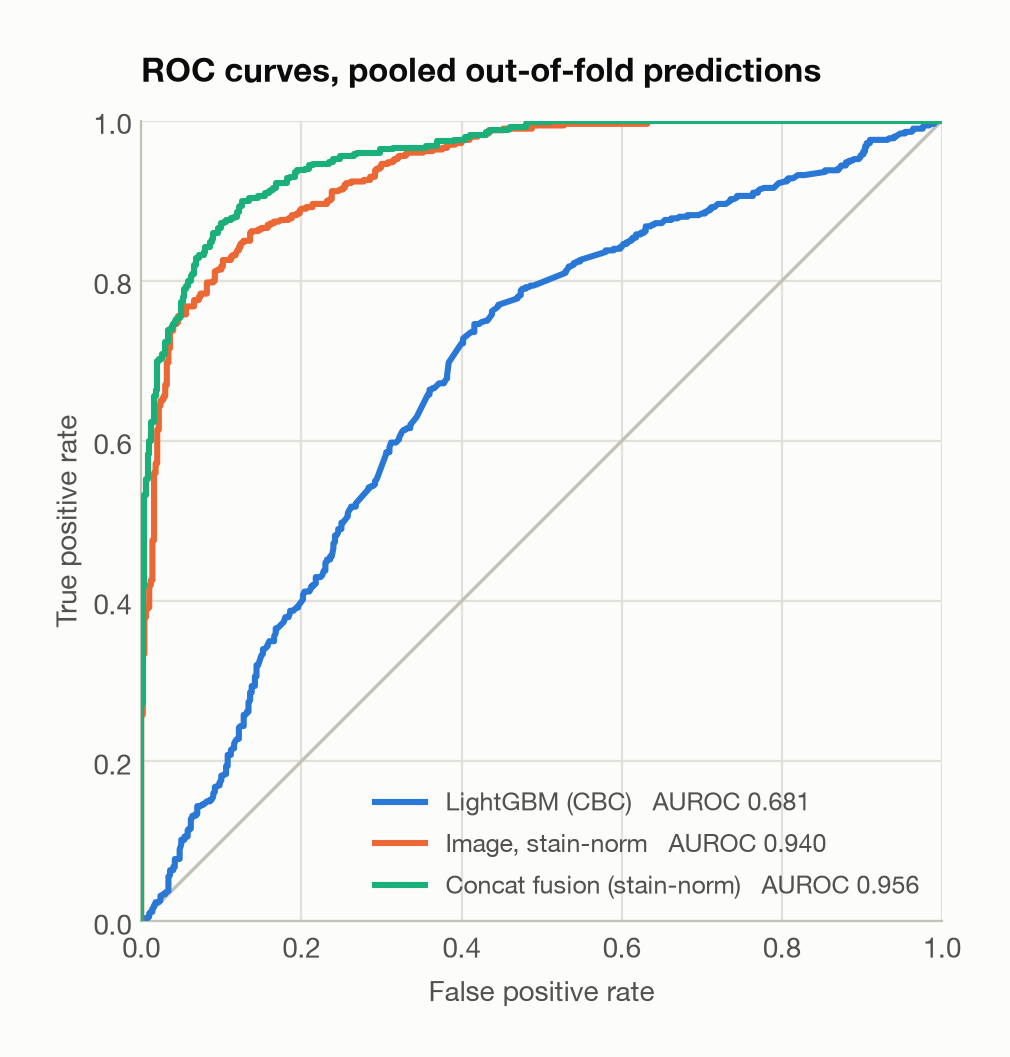 ROC curves, pooled out-of-fold predictions
1.0
0.8
0.6
0.4
0.2
0.0
True positive rate
LightGBM (CBC) AUROC 0.681
Image, stain-norm AUROC 0.940
Concat fusion (stain-norm) AUROC 0.956
0.0 0.2 0.4 0.6 0.8 1.0
False positive rate